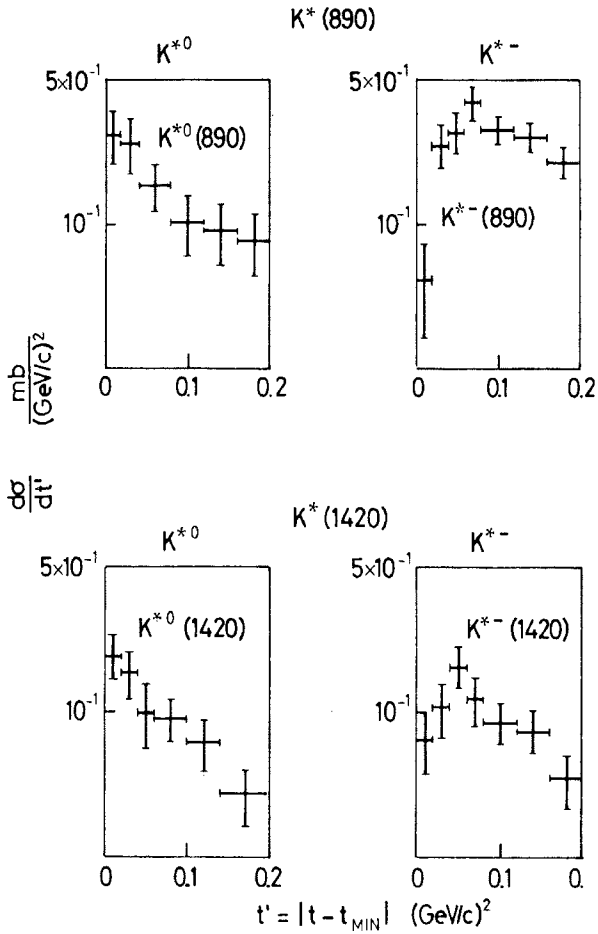 K* (890)
K*⁰ K*⁻
5×10⁻¹ 5×10⁻¹
K*⁰ (890)
10⁻¹ 10⁻¹ K*⁻ (890)
0 0.1 0.2 0 0.1 0.2
dσ/dt' mb/(GeV/c)²
K* (1420)
K*⁰ K*⁻
5×10⁻¹ 5×10⁻¹
K*⁰ (1420) K*⁻ (1420)
10⁻¹ 10⁻¹
0 0.1 0.2 0 0.1 0.
t' = |t - t_MIN| (GeV/c)²